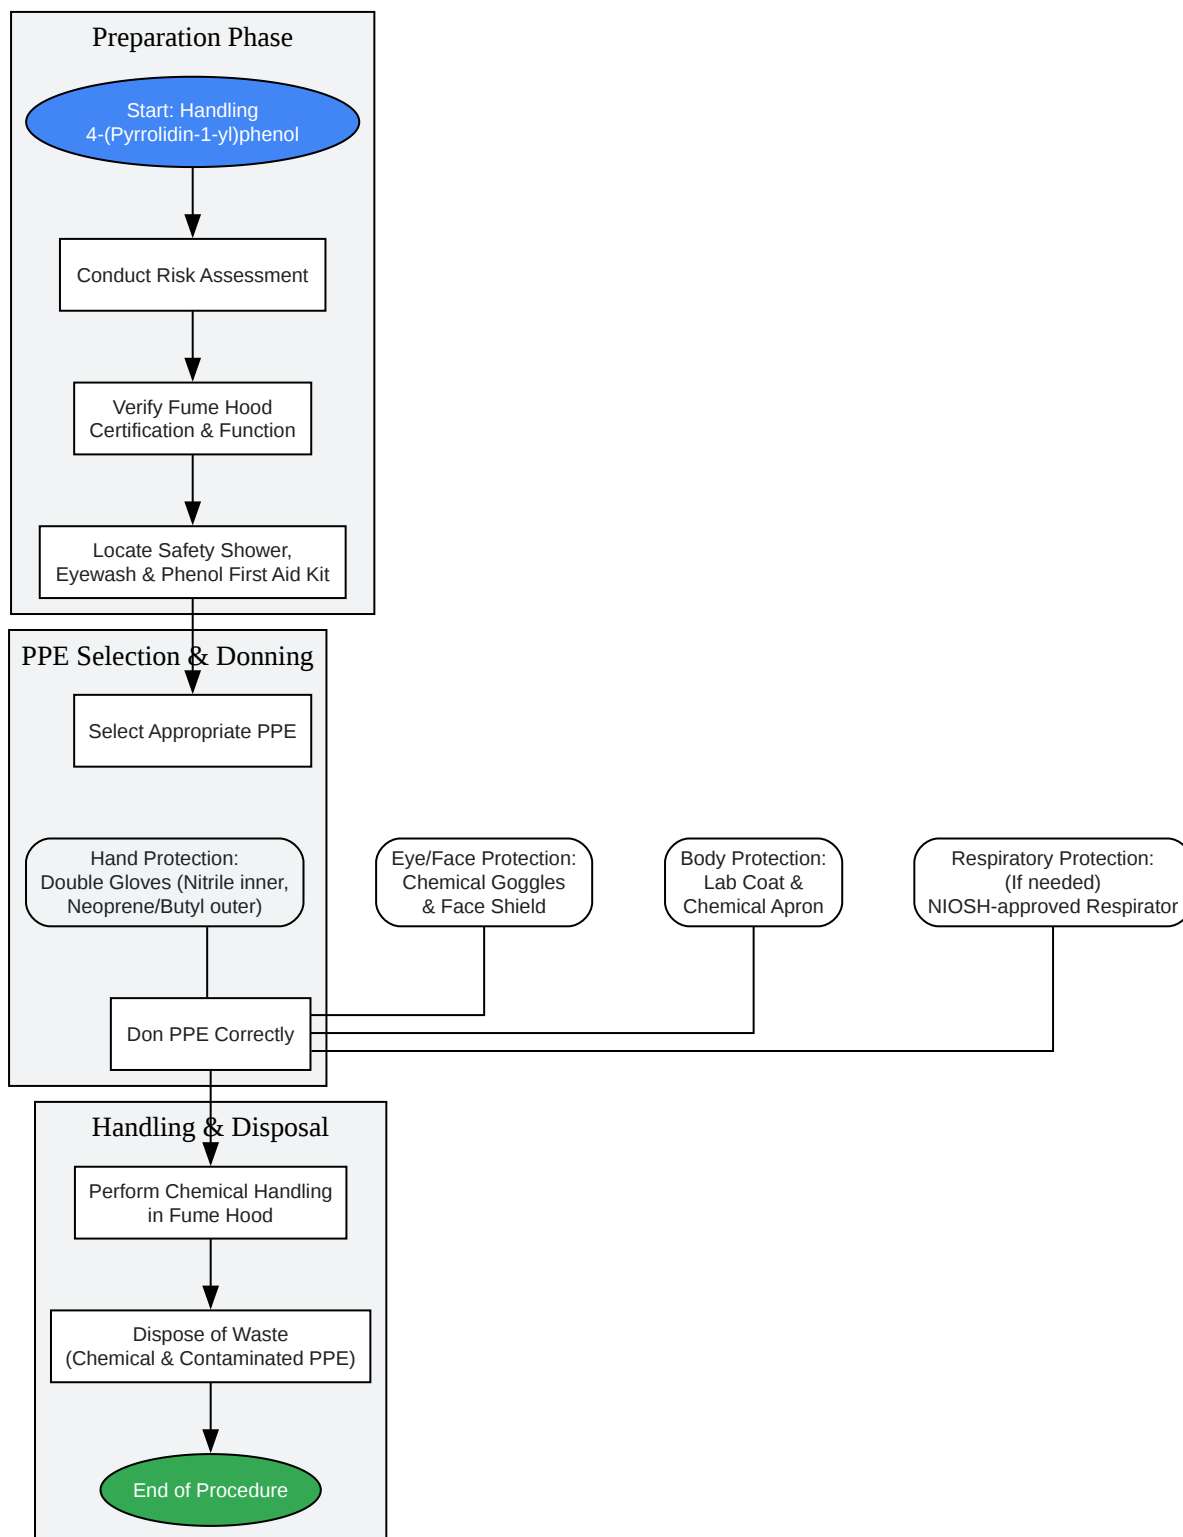 Preparation Phase
Start: Handling
4-(Pyrrolidin-1-yl)phenol
Conduct Risk Assessment
Verify Fume Hood
Certification & Function
Locate Safety Shower,
Eyewash & Phenol First Aid Kit
PPE Selection & Donning
Select Appropriate PPE
Hand Protection:
Double Gloves (Nitrile inner,
Neoprene/Butyl outer)
Eye/Face Protection:
Chemical Goggles
& Face Shield
Body Protection:
Lab Coat &
Chemical Apron
Respiratory Protection:
(If needed)
NIOSH-approved Respirator
Don PPE Correctly
Handling & Disposal
Perform Chemical Handling
in Fume Hood
Dispose of Waste
(Chemical & Contaminated PPE)
End of Procedure